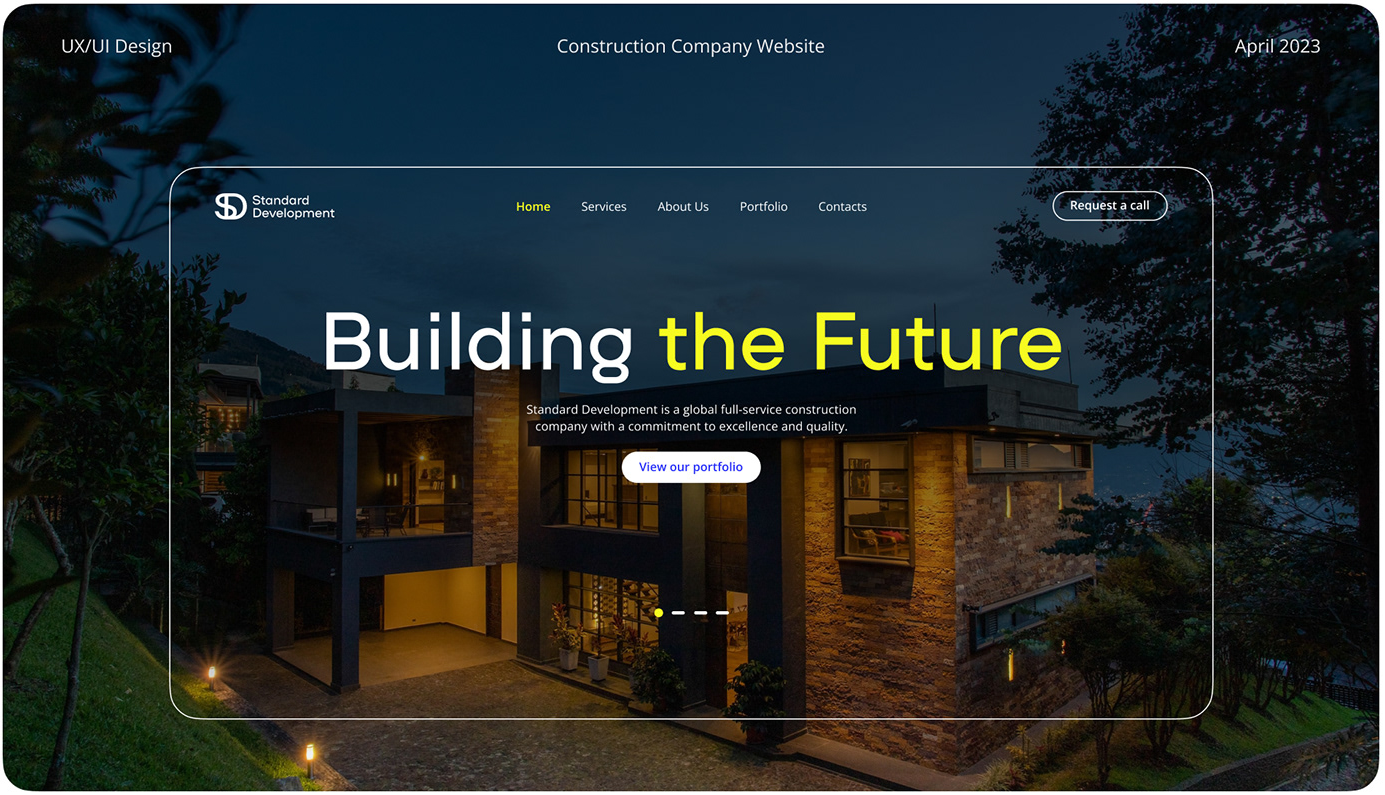 UX/UI Design
Construction Company Website
April 2023
Standard
Development
Home
Services
About Us
Portfolio
Contacts
Request a call
Building the Future
Standard Development is a global full-service construction
company with a commitment to excellence and quality.
View our portfolio